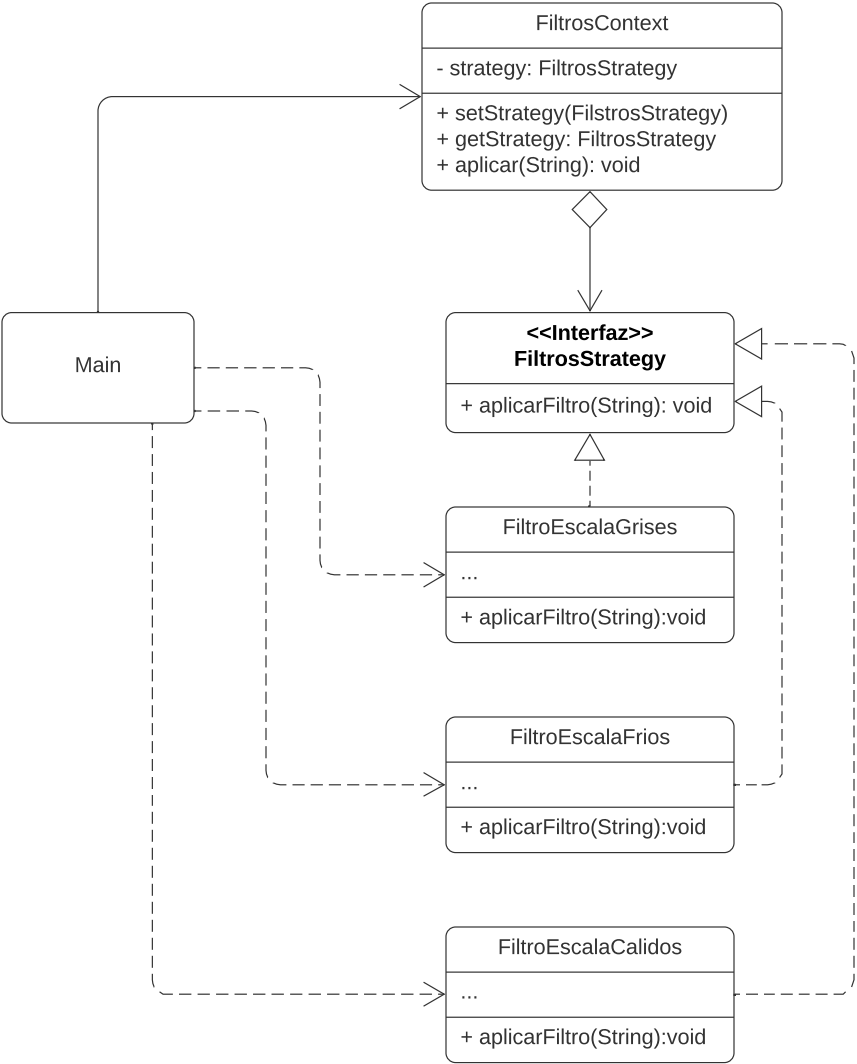 FiltrosContext
- strategy: FiltrosStrategy
+ setStrategy(FilstrosStrategy)
+ getStrategy: FiltrosStrategy
+ aplicar(String): void
Main
<<Interfaz>>
FiltrosStrategy
+ aplicarFiltro(String): void
FiltroEscalaGrises
...
+ aplicarFiltro(String):void
FiltroEscalaFrios
...
+ aplicarFiltro(String):void
FiltroEscalaCalidos
...
+ aplicarFiltro(String):void